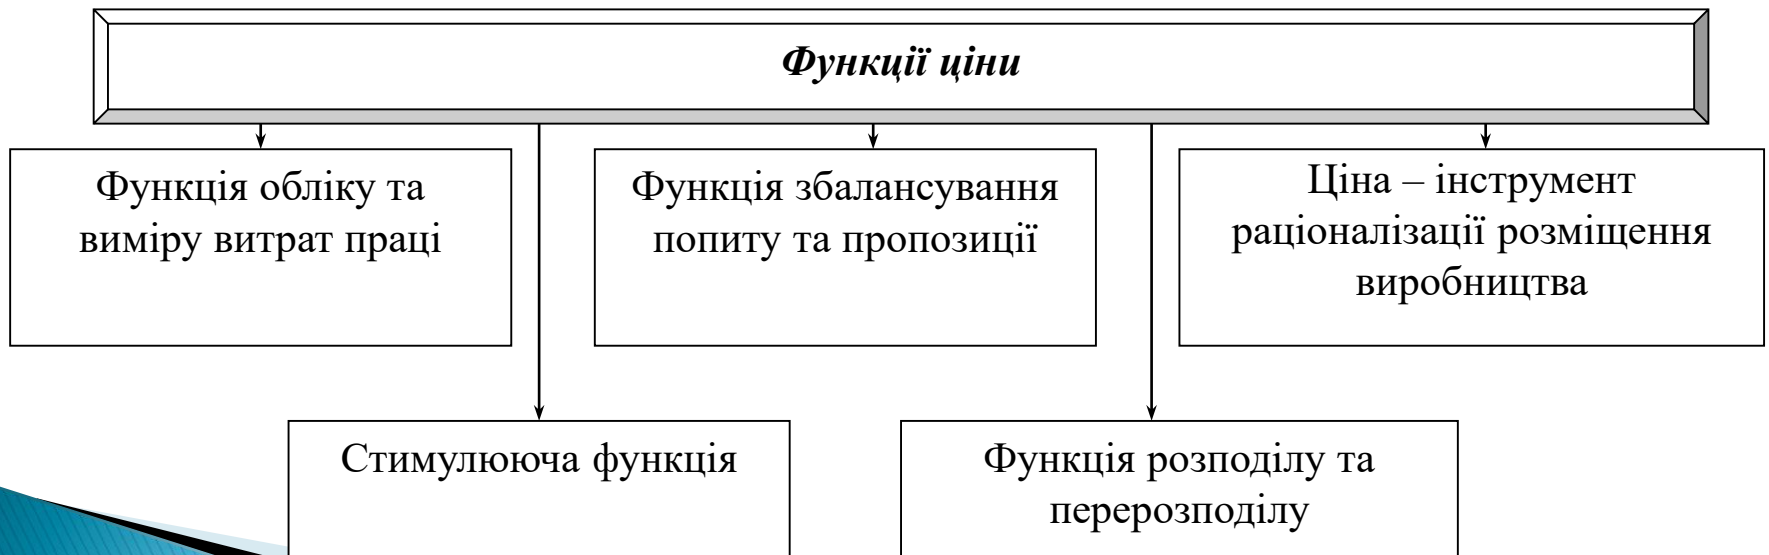 Функції ціни
Функція обліку та
виміру витрат праці
Функція збалансування
попиту та пропозиції
Ціна – інструмент
раціоналізації розміщення
виробництва
Стимулююча функція
Функція розподілу та
перерозподілу